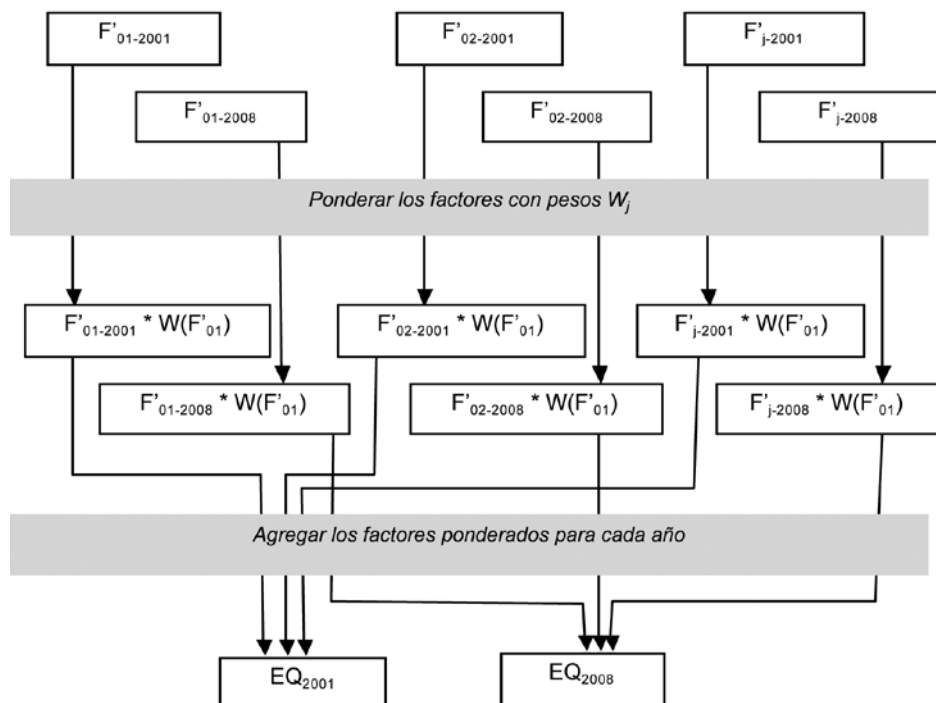 F'01-2001
F'02-2001
F'j-2001
F'01-2008
F'02-2008
F'j-2008
Ponderar los factores con pesos Wj
F'01-2001 * W(F'01)
F'02-2001 * W(F'01)
F'j-2001 * W(F'01)
F'01-2008 * W(F'01)
F'02-2008 * W(F'01)
F'j-2008 * W(F'01)
Agregar los factores ponderados para cada año
EQ2001
EQ2008